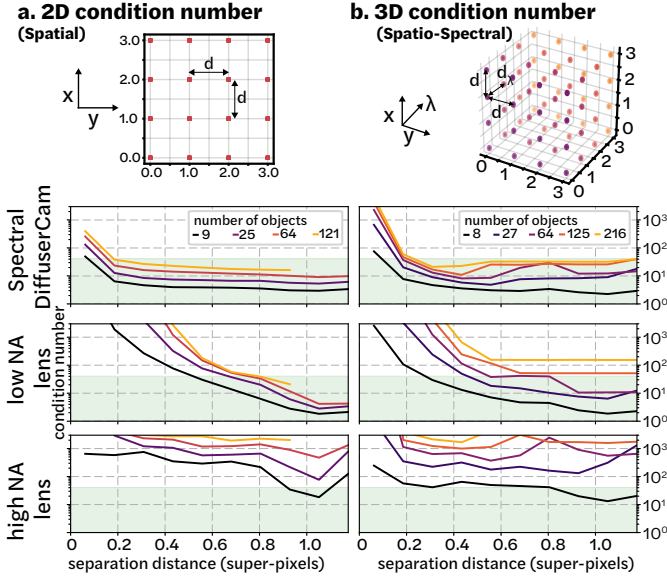 a. 2D condition number
(Spatial)
b. 3D condition number
(Spatio-Spectral)
3.0
2.0
1.0
0.0
0.0 1.0 2.0 3.0
d
d
x
y
x
λ
y
d
dλ
d
3
2
1
0
0 1 2 3
0 1 2 3
Spectral
DiffuserCam
number of objects
9 25 64 121
number of objects
8 27 64 125 216
10³
10²
10¹
10⁰
low NA
lens
condition number
10³
10²
10¹
10⁰
high NA
lens
10³
10²
10¹
10⁰
0.0 0.2 0.4 0.6 0.8 1.0
separation distance (super-pixels)
0.0 0.2 0.4 0.6 0.8 1.0
separation distance (super-pixels)